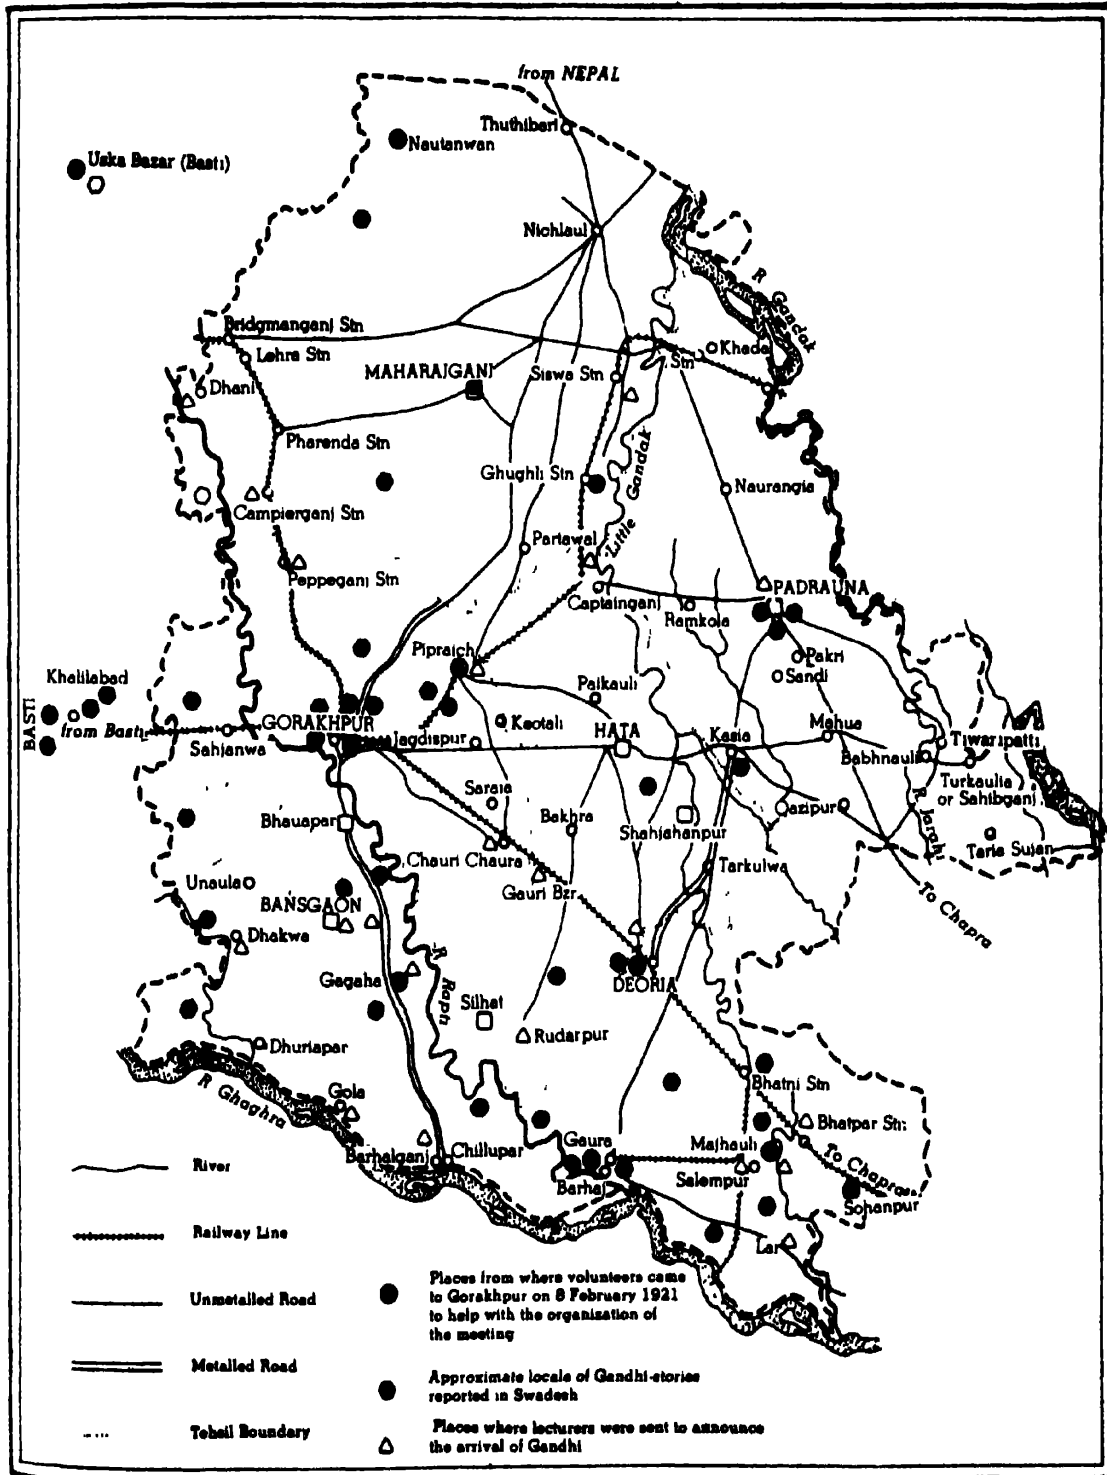 from NEPAL
Thuthibari
Nautanwan
Uska Bazar (Basti)
Nichlaul
R Gandak
Bridgmanganj Stn
Lehra Stn
Khada
Stn
MAHARAJGANJ
Siswa Stn
Dhani
Pharenda Stn
Little Gandak
Ghughli Stn
Naurangia
Campierganj Stn
Partawal
Peppeganj Stn
Captainganj
PADRAUNA
Ramkola
Pipraich
Pakri
Sandi
Khalilabad
Paikauli
BASTI
from Basti
GORAKHPUR
Kaotali
HATA
Kasia
Mahua
Tiwaripatti
Sahjanwa
Jagdispur
Babhnauli
Turkaulia
or Sahibganj
Saraia
Bhauapar
Bakhra
Shahjahanpur
Qazipur
R Jarahi
Taria Sujan
Chauri Chaura
Gauri Bzr
Tarkulwa
Unaula
BANSGAON
To Chapra
Dhakwa
R Rapti
Gagaha
DEORIA
Silhat
Rudarpur
Dhuriapar
Bhatni Stn
R Ghaghra
Gola
Bhatpar Stn
Barhalganj
Chillupar
Gaura
Majhauli
To Chapra
Barhaj
Salempur
Sohanpur
Lar
River
Railway Line
Unmetalled Road
Metalled Road
Tehsil Boundary
Places from where volunteers came
to Gorakhpur on 8 February 1921
to help with the organization of
the meeting
Approximate locale of Gandhi-stories
reported in Swadesh
Places where lecturers were sent to announce
the arrival of Gandhi